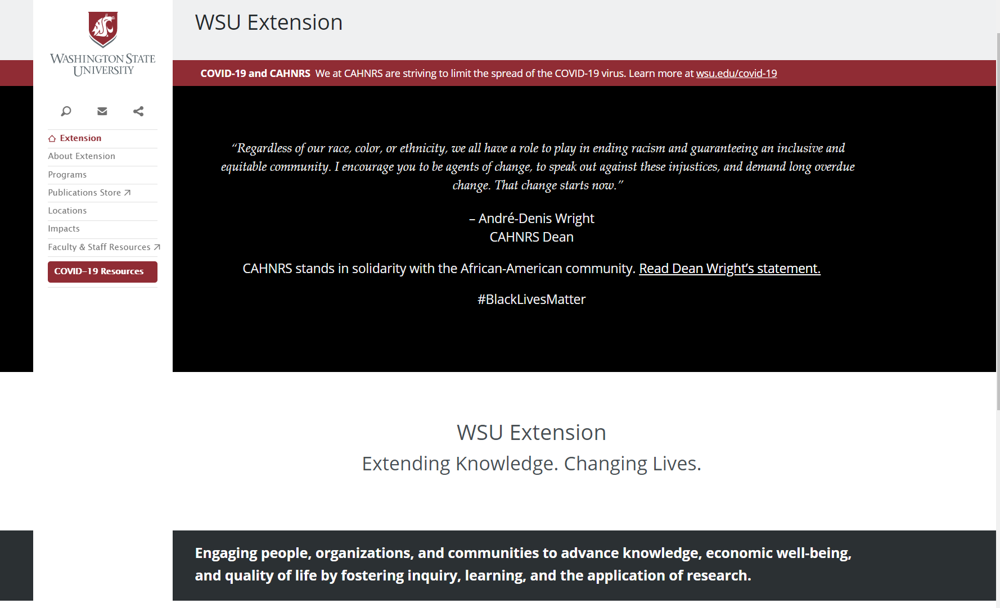 WASHINGTON STATE
UNIVERSITY
Extension
About Extension
Programs
Publications Store
Locations
Impacts
Faculty & Staff Resources
COVID–19 Resources
WSU Extension
COVID-19 and CAHNRS We at CAHNRS are striving to limit the spread of the COVID-19 virus. Learn more at wsu.edu/covid-19
“Regardless of our race, color, or ethnicity, we all have a role to play in ending racism and guaranteeing an inclusive and
equitable community. I encourage you to be agents of change, to speak out against these injustices, and demand long overdue
change. That change starts now.”
– André-Denis Wright
CAHNRS Dean
CAHNRS stands in solidarity with the African-American community. Read Dean Wright’s statement.
#BlackLivesMatter
WSU Extension
Extending Knowledge. Changing Lives.
Engaging people, organizations, and communities to advance knowledge, economic well-being,
and quality of life by fostering inquiry, learning, and the application of research.